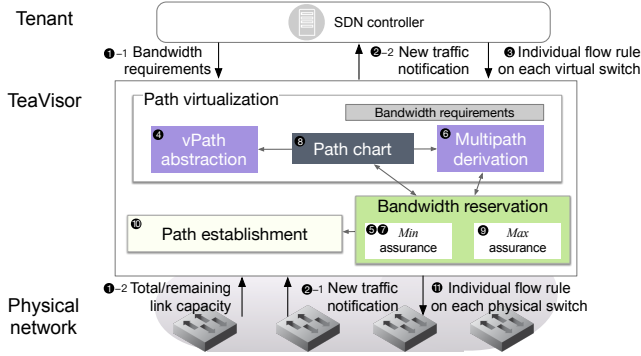 Tenant
SDN controller
❶-1 Bandwidth
requirements
❷-2 New traffic
notification
❸ Individual flow rule
on each virtual switch
TeaVisor
Path virtualization
Bandwidth requirements
❹ vPath
abstraction
❽ Path chart
❻ Multipath
derivation
Bandwidth reservation
❿ Path establishment
❺❼ Min
assurance
❾ Max
assurance
❶-2 Total/remaining
link capacity
❷-1 New traffic
notification
⓫ Individual flow rule
on each physical switch
Physical
network